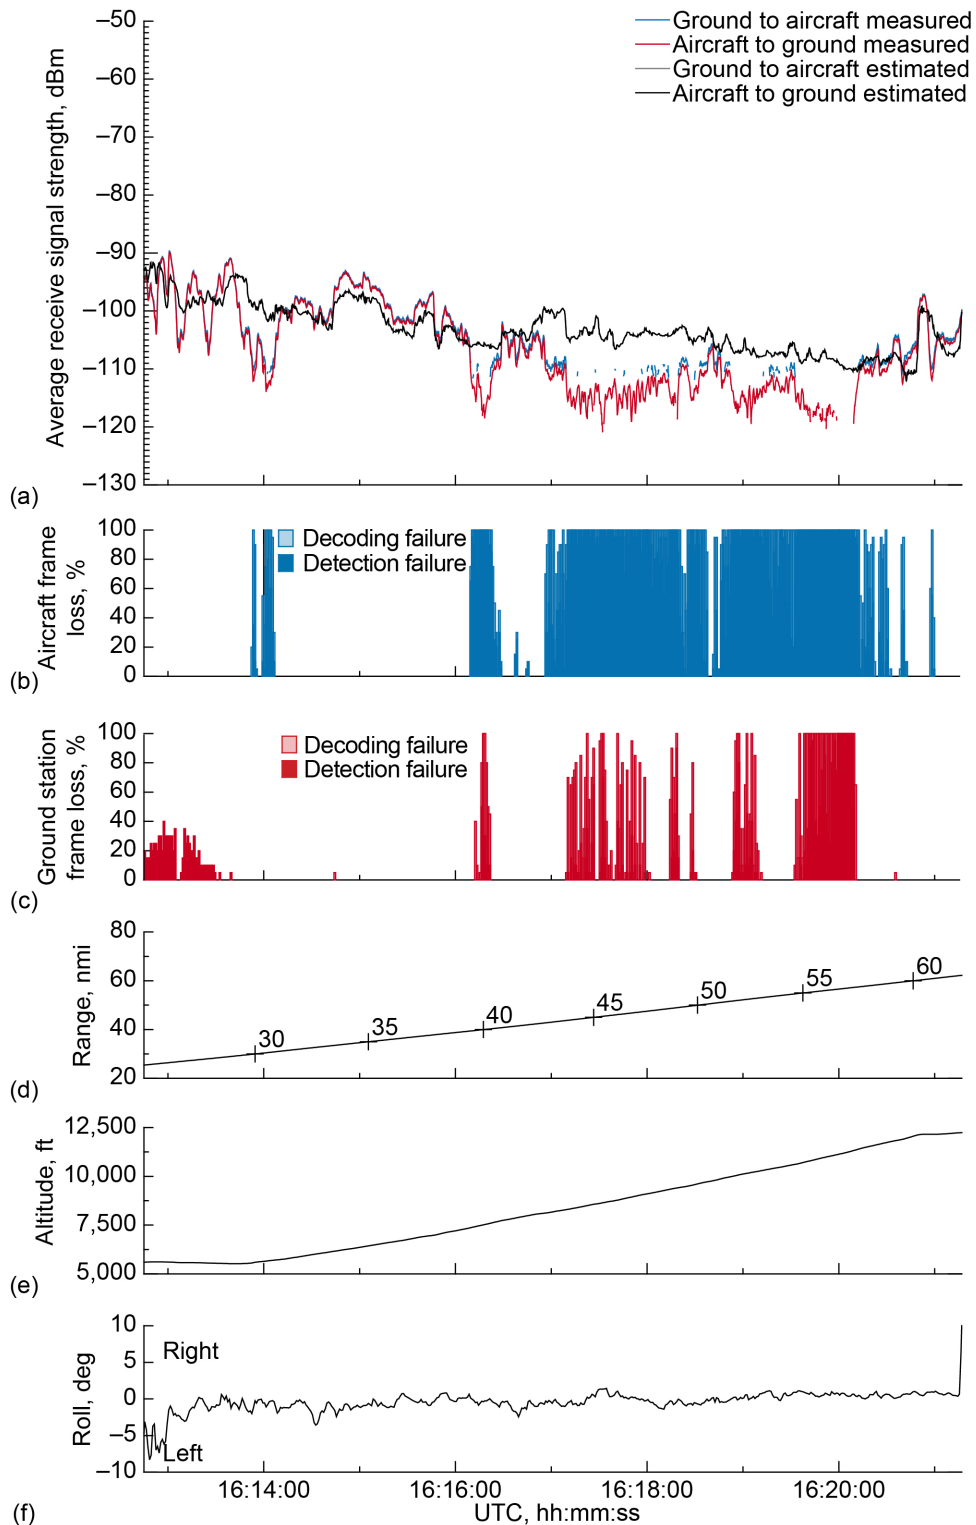 Ground to aircraft measured
Aircraft to ground measured
Ground to aircraft estimated
Aircraft to ground estimated
Average receive signal strength, dBm
–50
–60
–70
–80
–90
–100
–110
–120
–130
(a)
Aircraft frame
loss, %
100
80
60
40
20
0
Decoding failure
Detection failure
(b)
Ground station
frame loss, %
100
80
60
40
20
0
Decoding failure
Detection failure
(c)
Range, nmi
80
60
40
20
30
35
40
45
50
55
60
(d)
Altitude, ft
12,500
10,000
7,500
5,000
(e)
Roll, deg
10
5
0
–5
–10
Right
Left
16:14:00
16:16:00
16:18:00
16:20:00
UTC, hh:mm:ss
(f)